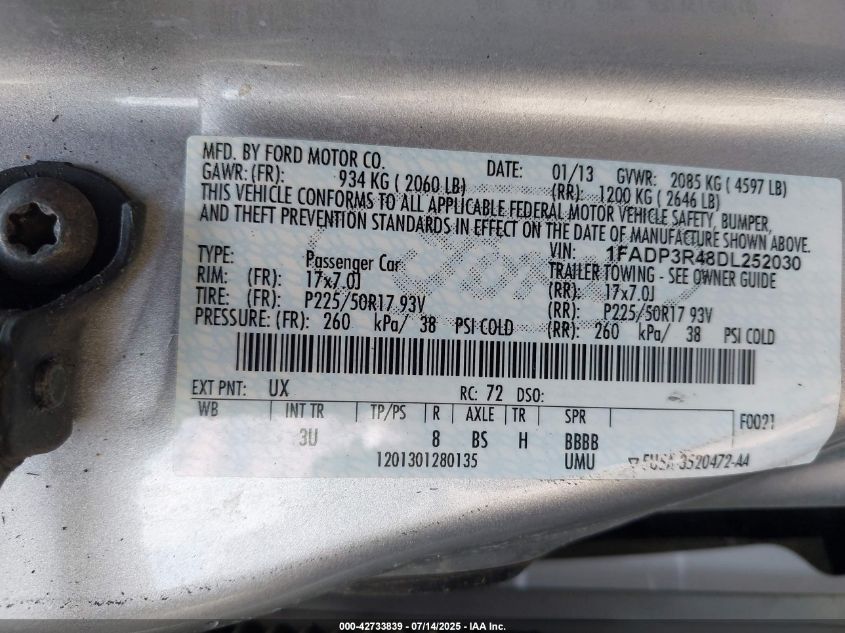 MFD. BY FORD MOTOR CO. DATE: 01/13 GVWR: 2085 KG ( 4597 LB)
GAWR: (FR): 934 KG ( 2060 LB) (RR): 1200 KG ( 2646 LB)
THIS VEHICLE CONFORMS TO ALL APPLICABLE FEDERAL MOTOR VEHICLE SAFETY, BUMPER,
AND THEFT PREVENTION STANDARDS IN EFFECT ON THE DATE OF MANUFACTURE SHOWN ABOVE.
VIN: 1FADP3R48DL252030
TYPE: Passenger Car TRAILER TOWING - SEE OWNER GUIDE
RIM: (FR): 17x7.0J (RR): 17x7.0J
TIRE: (FR): P225/50R17 93V (RR): P225/50R17 93V
PRESSURE: (FR): 260 kPa/ 38 PSI COLD (RR): 260 kPa/ 38 PSI COLD
EXT PNT: UX RC: 72 DSO:
WB INT TR TP/PS R AXLE TR SPR F0021
3U 8 BS H BBBB
1201301280135 UMU ▽FUSA-3520472-AA
000-42733839 / 07/14/2025 - IAA Inc.